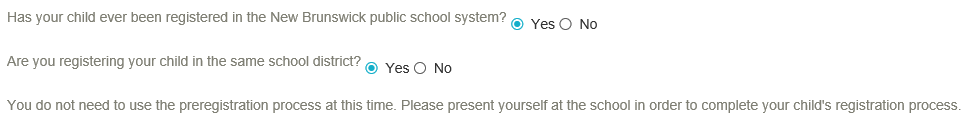 Has your child ever been registered in the New Brunswick public school system? Yes No
Are you registering your child in the same school district? Yes No
You do not need to use the preregistration process at this time. Please present yourself at the school in order to complete your child's registration process.